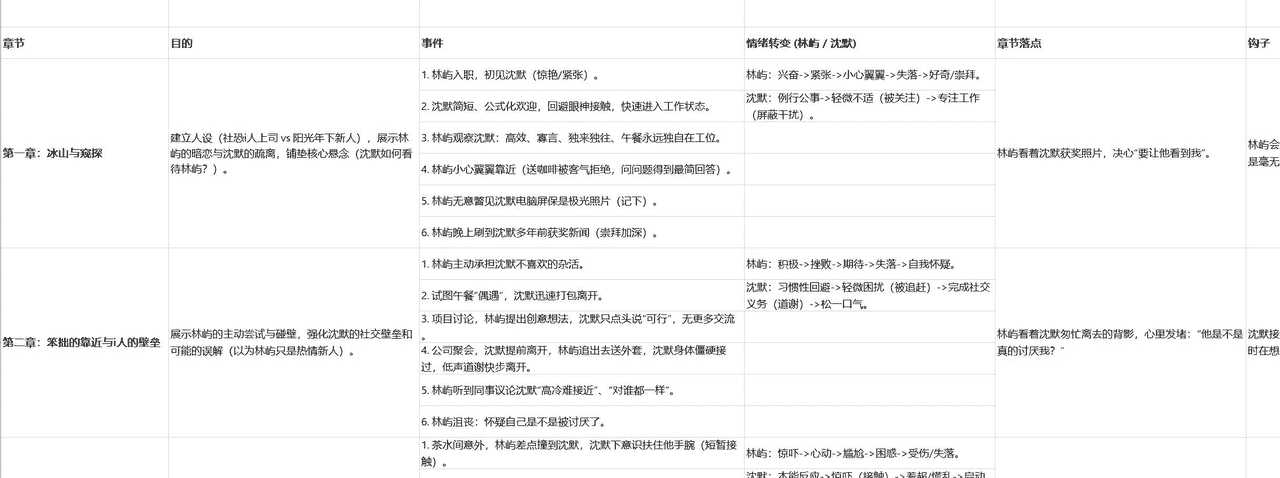 章节
目的
事件
情绪转变 (林屿 / 沈默)
章节落点
钩子
第一章：冰山与窥探
建立人设（社恐i人上司 vs 阳光年下新人），展示林
屿的暗恋与沈默的疏离，铺垫核心悬念（沈默如何看
待林屿？）。
1. 林屿入职，初见沈默（惊艳/紧张）。
2. 沈默简短、公式化欢迎，回避眼神接触，快速进入工作状态。
3. 林屿观察沈默：高效、寡言、独来独往、午餐永远独自在工位。
4. 林屿小心翼翼靠近（送咖啡被客气拒绝，问问题得到最简回答）。
5. 林屿无意瞥见沈默电脑屏保是极光照片（记下）。
6. 林屿晚上刷到沈默多年前获奖新闻（崇拜加深）。
林屿：兴奋->紧张->小心翼翼->失落->好奇/崇拜。
沈默：例行公事->轻微不适（被关注）->专注工作
（屏蔽干扰）。
林屿看着沈默获奖照片，决心“要让他看到我”。
林屿会
是毫无
第二章：笨拙的靠近与i人的壁垒
展示林屿的主动尝试与碰壁，强化沈默的社交壁垒和
可能的误解（以为林屿只是热情新人）。
1. 林屿主动承担沈默不喜欢的杂活。
2. 试图午餐“偶遇”，沈默迅速打包离开。
3. 项目讨论，林屿提出创意想法，沈默只点头说“可行”，无更多交流
。
4. 公司聚会，沈默提前离开，林屿追出去送外套，沈默身体僵硬接
过，低声道谢快步离开。
5. 林屿听到同事议论沈默“高冷难接近”、“对谁都一样”。
6. 林屿沮丧：怀疑自己是不是被讨厌了。
林屿：积极->挫败->期待->失落->自我怀疑。
沈默：习惯性回避->轻微困扰（被追赶）->完成社交
义务（道谢）->松一口气。
林屿看着沈默匆忙离去的背影，心里发堵：“他是不是
真的讨厌我？”
沈默接
时在想
1. 茶水间意外，林屿差点撞到沈默，沈默下意识扶住他手腕（短暂接
触）。
林屿：惊吓->心动->尴尬->困惑->受伤/失落。
沈默：本能反应->惊吓（接触）->羞赧/慌乱->启动